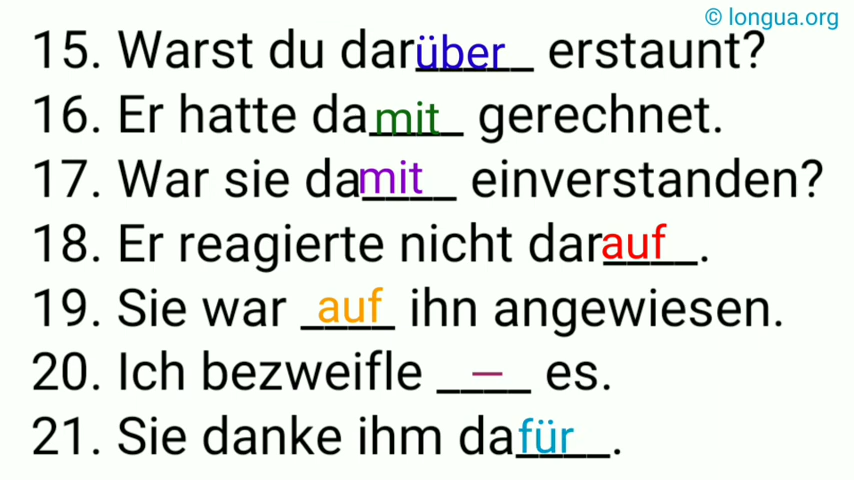 © longua.org
15. Warst du darüber erstaunt?
16. Er hatte damit gerechnet.
17. War sie damit einverstanden?
18. Er reagierte nicht darauf.
19. Sie war auf ihn angewiesen.
20. Ich bezweifle — es.
21. Sie danke ihm dafür.